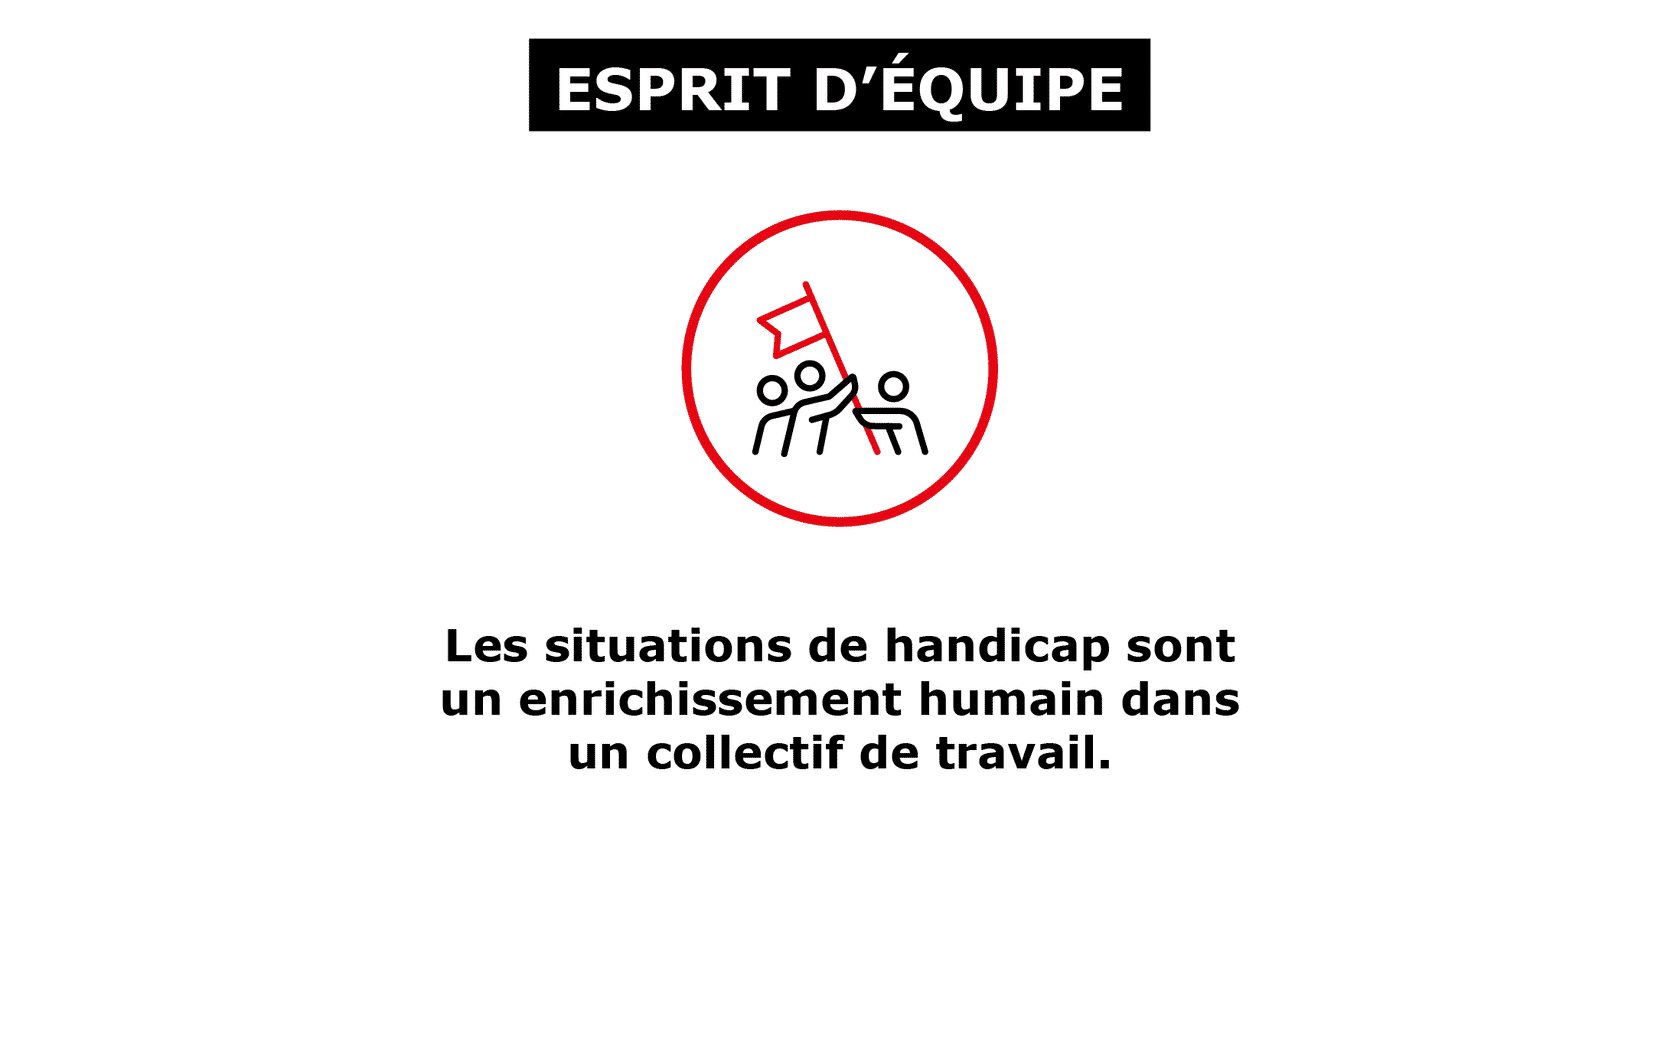 ESPRIT D’ÉQUIPE
Les situations de handicap sont
un enrichissement humain dans
un collectif de travail.